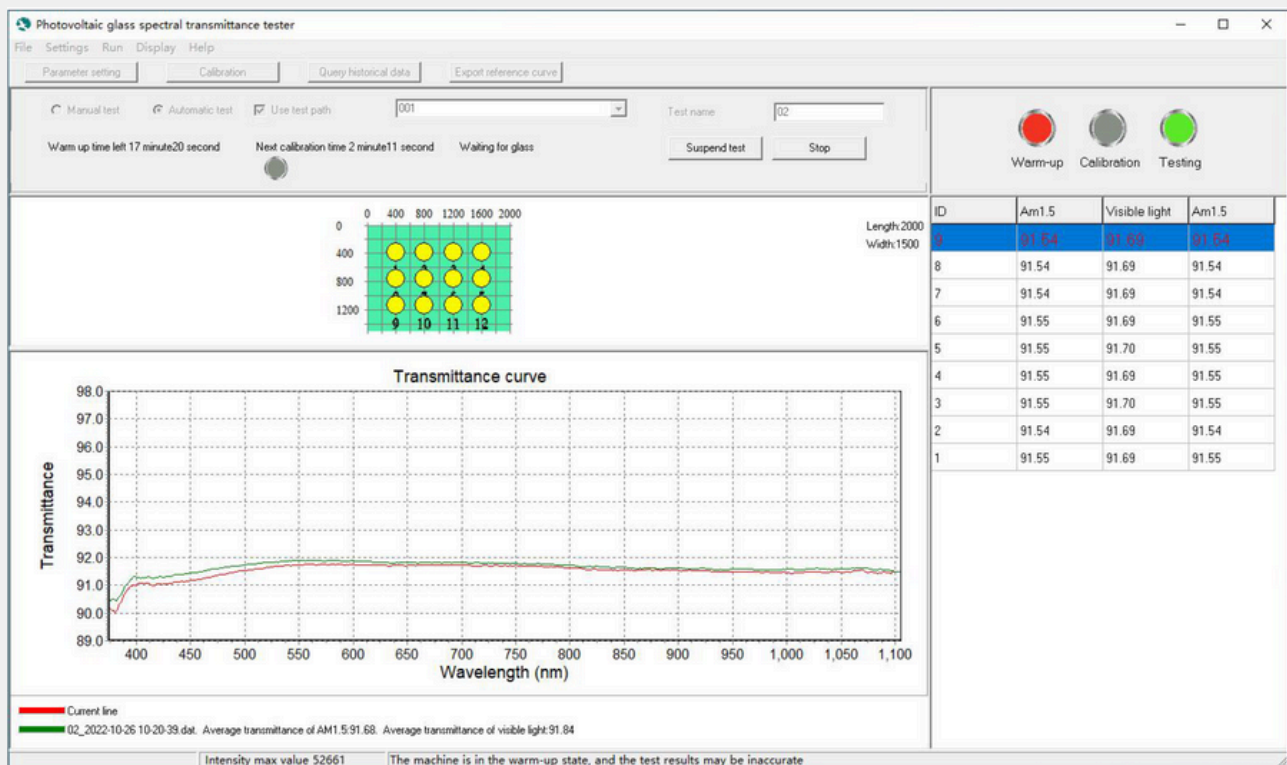 Photovoltaic glass spectral transmittance tester
File Settings Run Display Help
Parameter setting Calibration Query historical data Export reference curve
Manual test Automatic test Use test path 001 Test name 02
Warm up time left 17 minute20 second Next calibration time 2 minute11 second Waiting for glass Suspend test Stop
Warm-up Calibration Testing
0 400 800 1200 1600 2000
0
400
800
1200
9 10 11 12
Length:2000
Width:1500
ID Am1.5 Visible light Am1.5
9 91.54 91.69 91.54
8 91.54 91.69 91.54
7 91.54 91.69 91.54
6 91.55 91.69 91.55
5 91.55 91.70 91.55
4 91.55 91.69 91.55
3 91.55 91.70 91.55
2 91.54 91.69 91.54
1 91.55 91.69 91.55
Transmittance curve
Transmittance
98.0
97.0
96.0
95.0
94.0
93.0
92.0
91.0
90.0
89.0
400 450 500 550 600 650 700 750 800 850 900 950 1,000 1,050 1,100
Wavelength (nm)
Current line
02_2022-10-26 10-20-39.dat. Average transmittance of AM1.5:91.68. Average transmittance of visible light:91.84
Intensity max value 52661 The machine is in the warm-up state, and the test results may be inaccurate